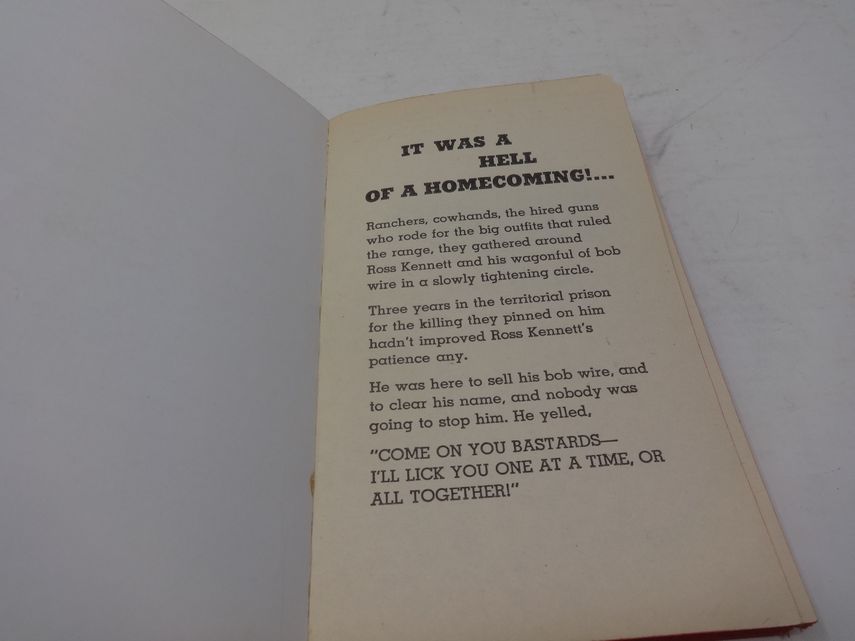 IT WAS A
HELL
OF A HOMECOMING!...
Ranchers, cowhands, the hired guns
who rode for the big outfits that ruled
the range, they gathered around
Ross Kennett and his wagonful of bob
wire in a slowly tightening circle.
Three years in the territorial prison
for the killing they pinned on him
hadn't improved Ross Kennett's
patience any.
He was here to sell his bob wire, and
to clear his name, and nobody was
going to stop him. He yelled,
"COME ON YOU BASTARDS—
I'LL LICK YOU ONE AT A TIME, OR
ALL TOGETHER!"